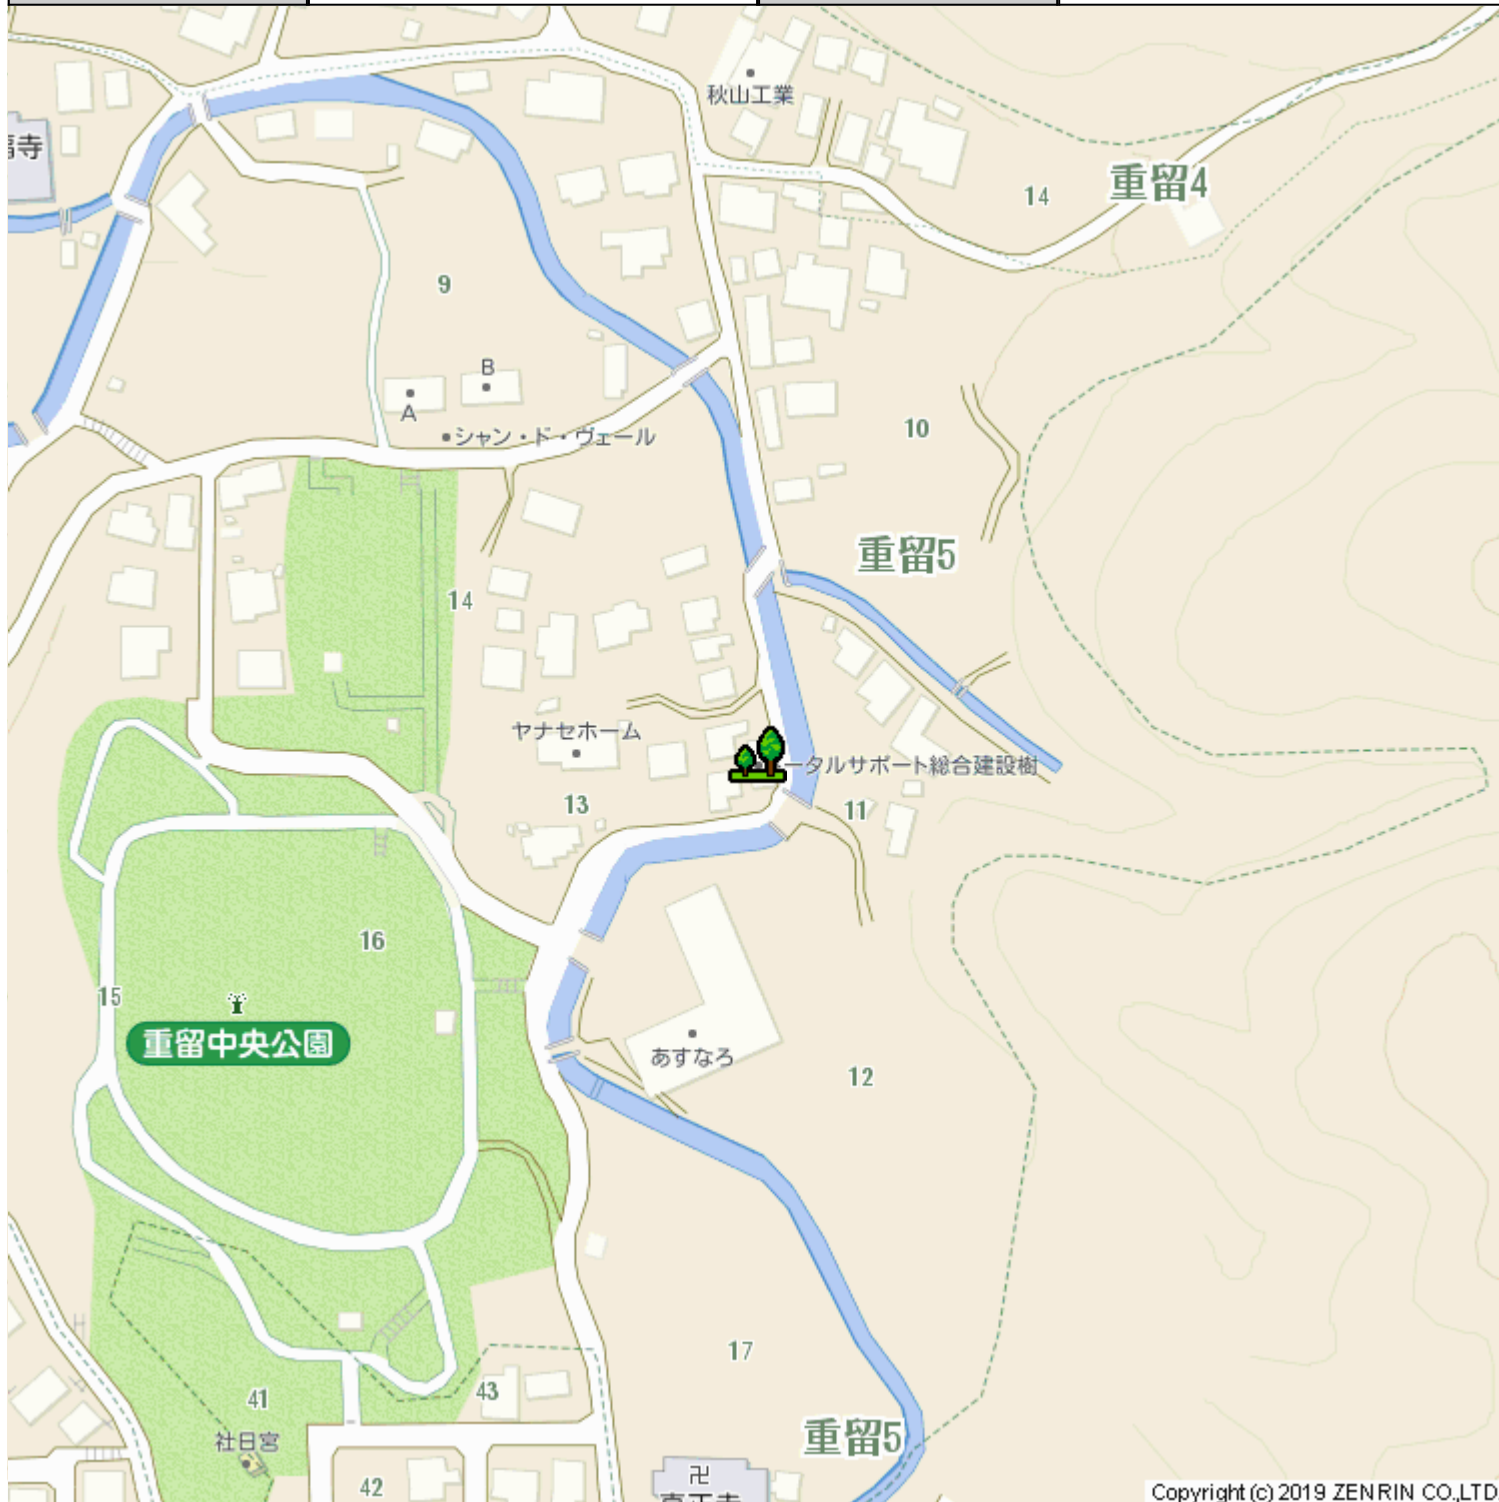 秋山工業
寺
重留4
14
9
B
A
シャン・ド・ヴェール
10
重留5
14
ヤナセホーム
ータルサポート総合建設樹
13
11
16
15
重留中央公園
あすなろ
12
17
43
41
重留5
社日宮
42
卍
Copyright (c) 2019 ZENRIN CO.,LTD